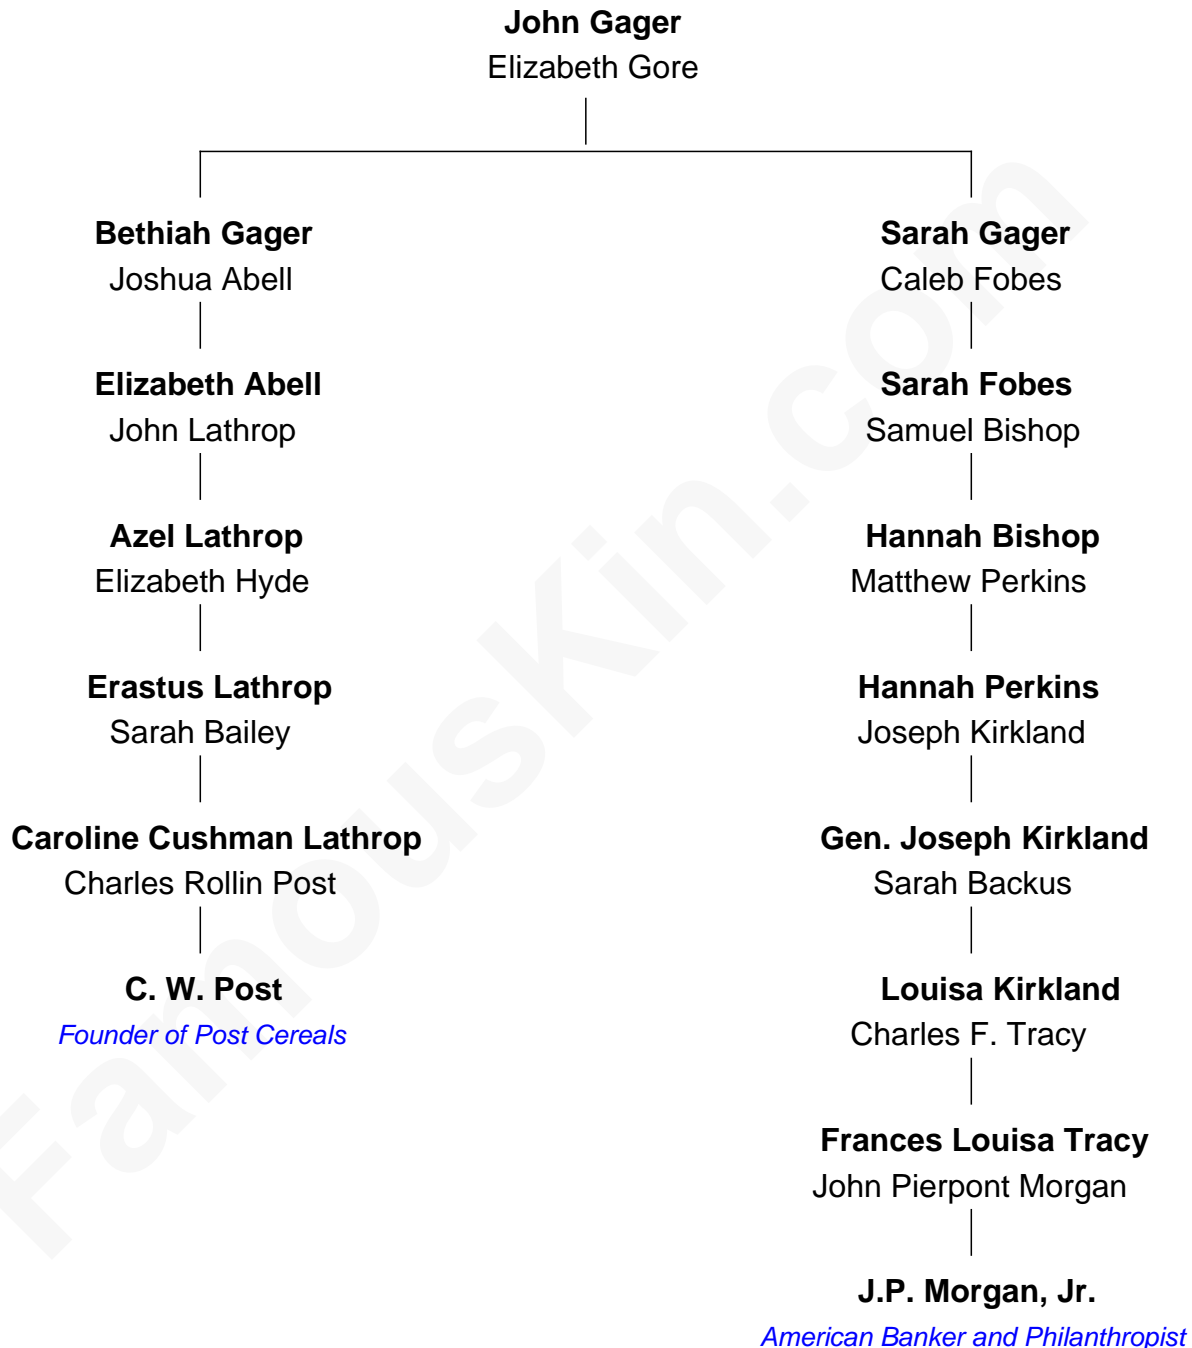 John Gager
Elizabeth Gore
Bethiah Gager
Joshua Abell
Elizabeth Abell
John Lathrop
Azel Lathrop
Elizabeth Hyde
Erastus Lathrop
Sarah Bailey
Caroline Cushman Lathrop
Charles Rollin Post
C. W. Post
Founder of Post Cereals
Sarah Gager
Caleb Fobes
Sarah Fobes
Samuel Bishop
Hannah Bishop
Matthew Perkins
Hannah Perkins
Joseph Kirkland
Gen. Joseph Kirkland
Sarah Backus
Louisa Kirkland
Charles F. Tracy
Frances Louisa Tracy
John Pierpont Morgan
J.P. Morgan, Jr.
American Banker and Philanthropist
FamousKin.com